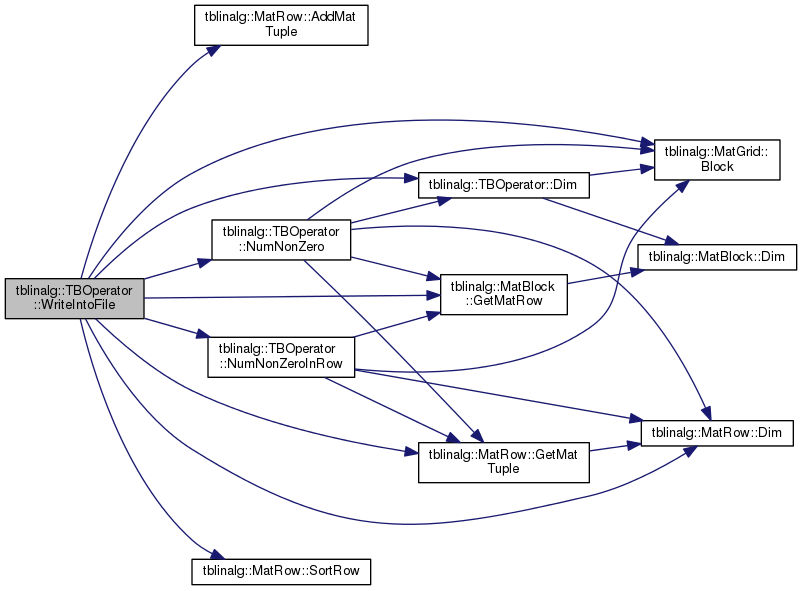 tblinalg::MatRow::AddMat
Tuple
tblinalg::MatGrid::
Block
tblinalg::TBOperator::Dim
tblinalg::TBOperator
::NumNonZero
tblinalg::MatBlock::Dim
tblinalg::TBOperator
::WriteIntoFile
tblinalg::MatBlock
::GetMatRow
tblinalg::TBOperator
::NumNonZeroInRow
tblinalg::MatRow::Dim
tblinalg::MatRow::GetMat
Tuple
tblinalg::MatRow::SortRow